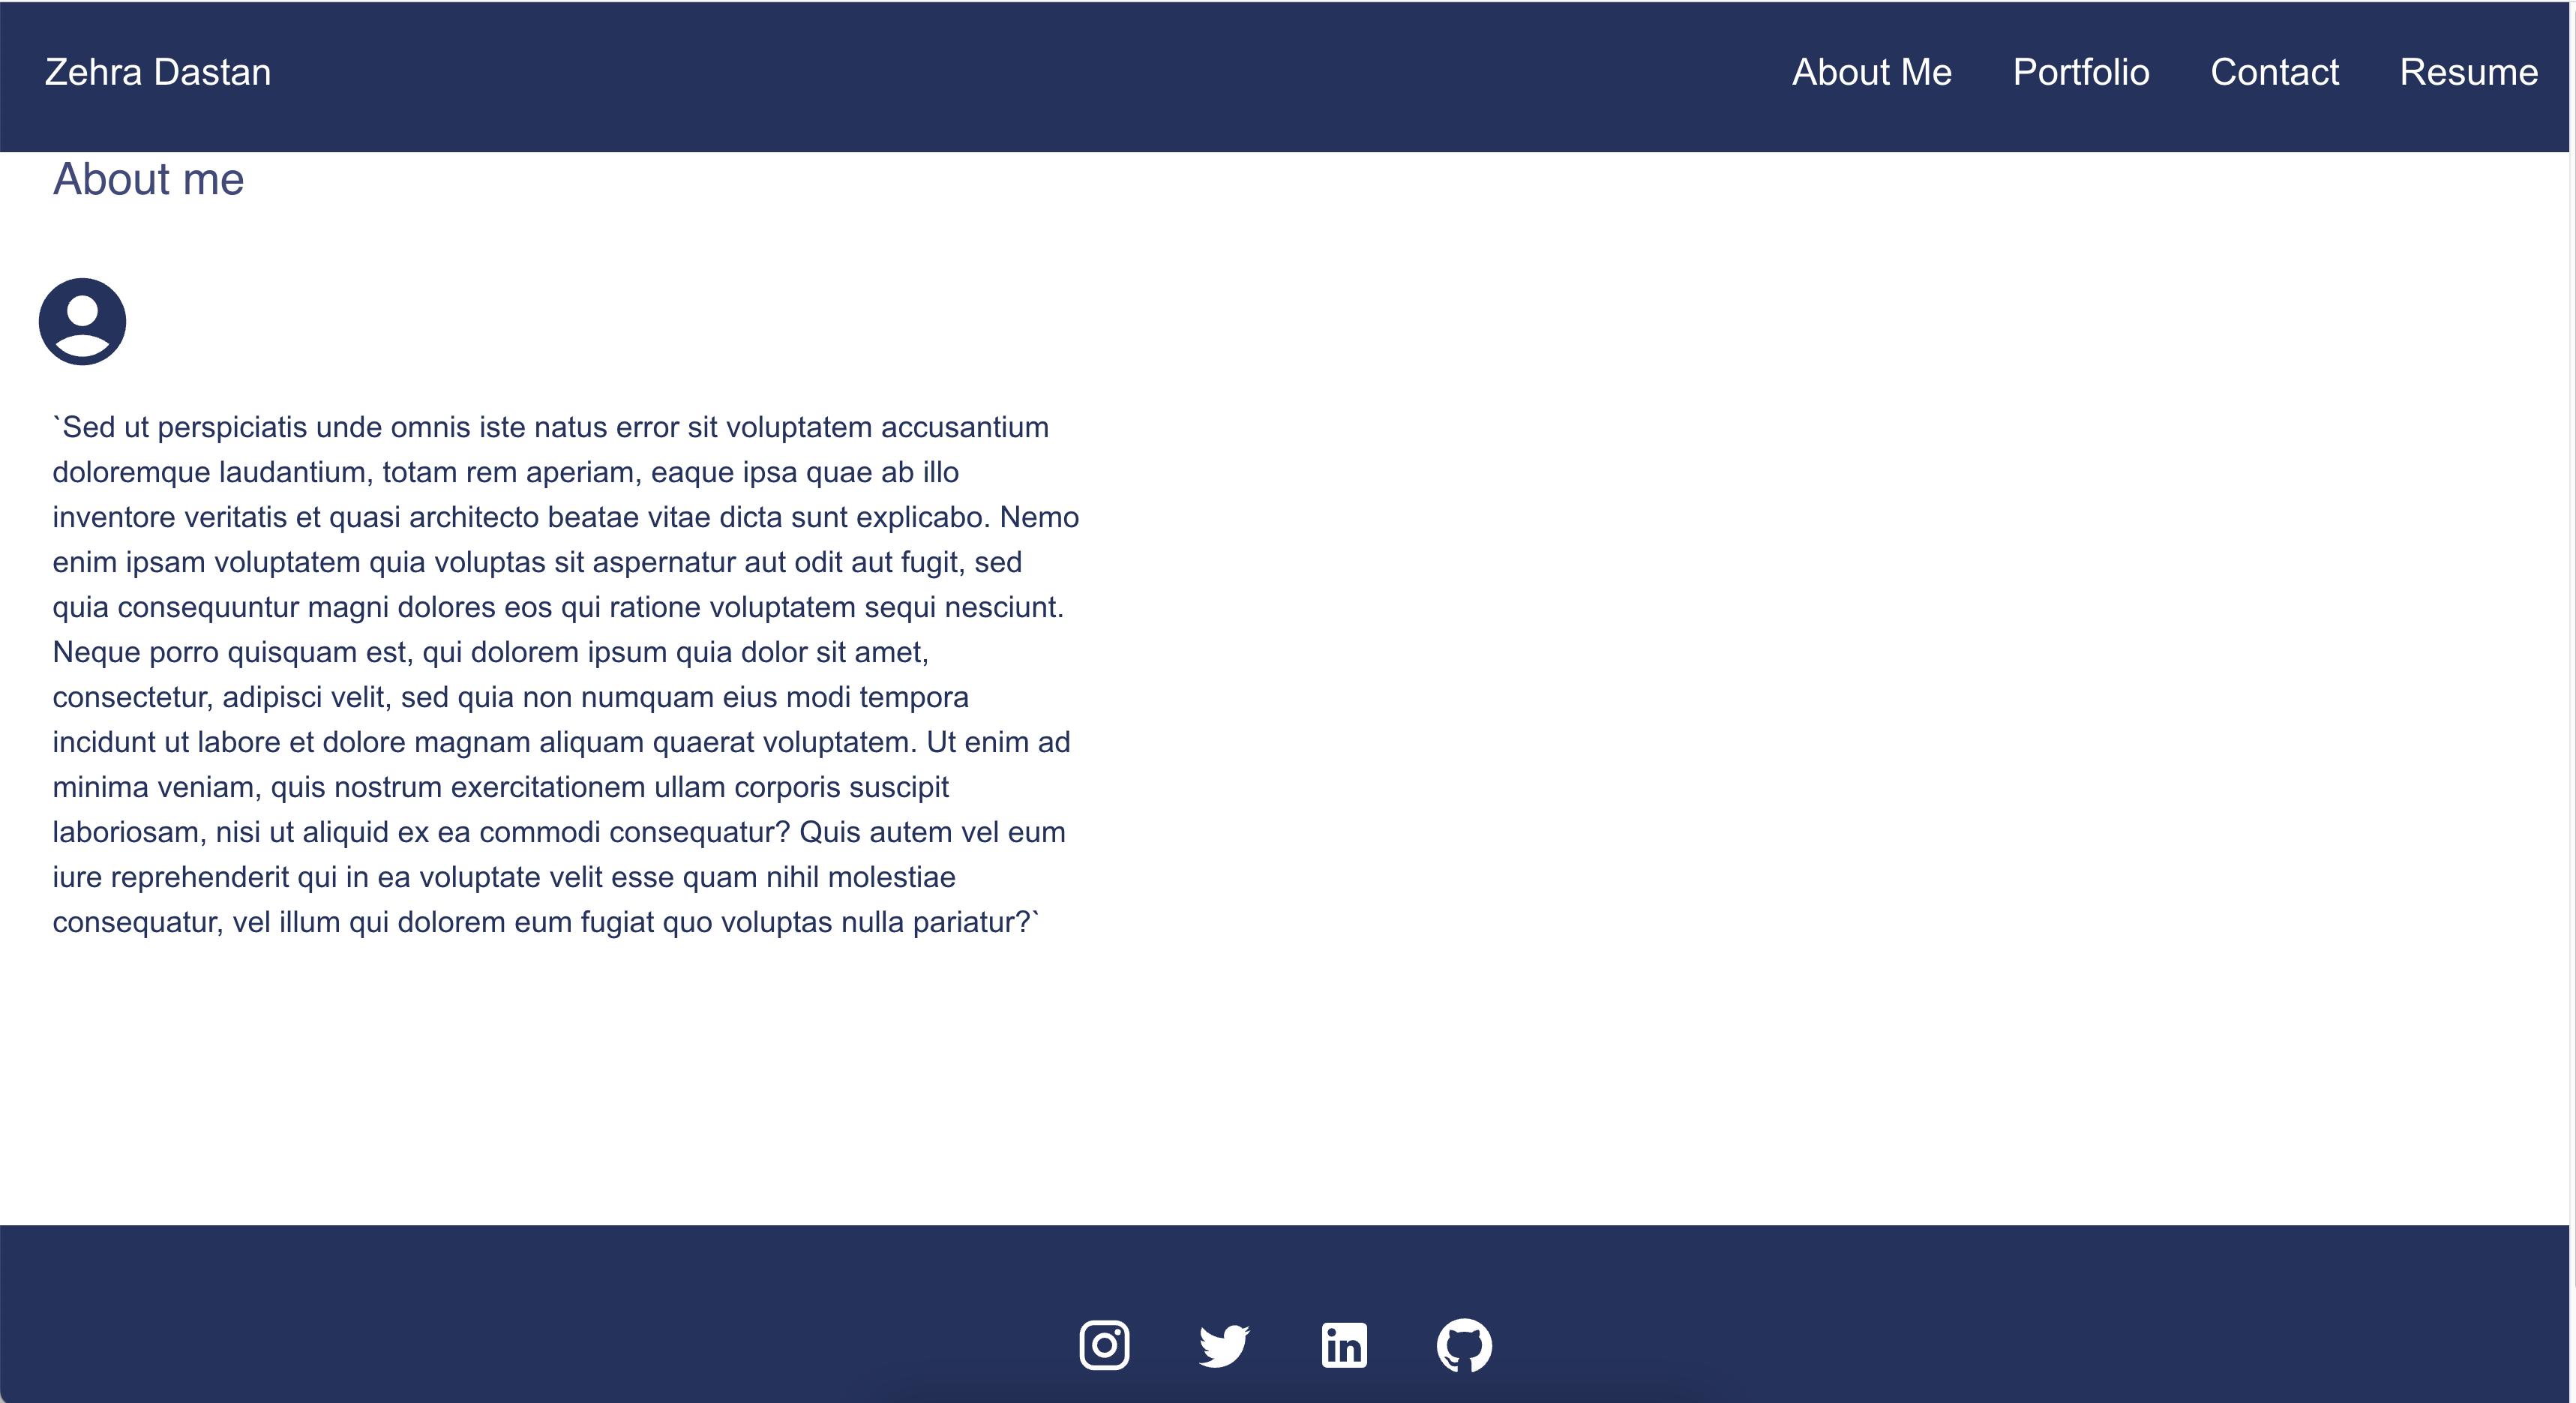 Zehra Dastan
About Me
Portfolio
Contact
Resume
About me
`Sed ut perspiciatis unde omnis iste natus error sit voluptatem accusantium
doloremque laudantium, totam rem aperiam, eaque ipsa quae ab illo
inventore veritatis et quasi architecto beatae vitae dicta sunt explicabo. Nemo
enim ipsam voluptatem quia voluptas sit aspernatur aut odit aut fugit, sed
quia consequuntur magni dolores eos qui ratione voluptatem sequi nesciunt.
Neque porro quisquam est, qui dolorem ipsum quia dolor sit amet,
consectetur, adipisci velit, sed quia non numquam eius modi tempora
incidunt ut labore et dolore magnam aliquam quaerat voluptatem. Ut enim ad
minima veniam, quis nostrum exercitationem ullam corporis suscipit
laboriosam, nisi ut aliquid ex ea commodi consequatur? Quis autem vel eum
iure reprehenderit qui in ea voluptate velit esse quam nihil molestiae
consequatur, vel illum qui dolorem eum fugiat quo voluptas nulla pariatur?`
in